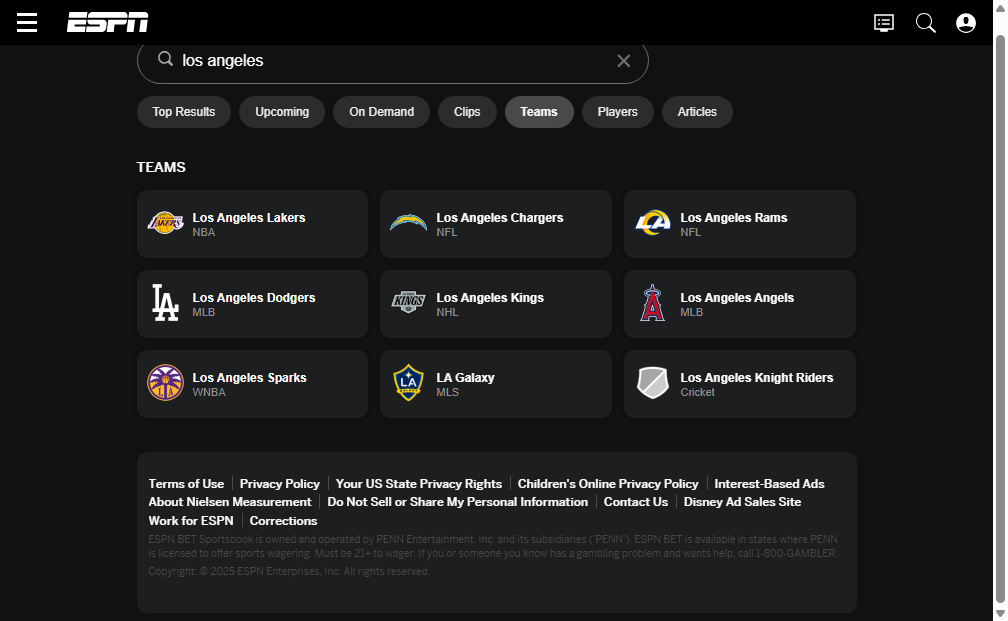 ESPN
los angeles
Top Results
Upcoming
On Demand
Clips
Teams
Players
Articles
TEAMS
LAKERS
Los Angeles Lakers
NBA
Los Angeles Chargers
NFL
LA
Los Angeles Rams
NFL
LA
Los Angeles Dodgers
MLB
KINGS
Los Angeles Kings
NHL
A
Los Angeles Angels
MLB
LA
Los Angeles Sparks
WNBA
LA
LA Galaxy
MLS
Los Angeles Knight Riders
Cricket
Terms of Use Privacy Policy Your US State Privacy Rights Children's Online Privacy Policy Interest-Based Ads
About Nielsen Measurement Do Not Sell or Share My Personal Information Contact Us Disney Ad Sales Site
Work for ESPN Corrections
ESPN BET Sportsbook is owned and operated by PENN Entertainment, Inc. and its subsidiaries ('PENN'). ESPN BET is available in states where PENN
is licensed to offer sports wagering. Must be 21+ to wager. If you or someone you know has a gambling problem and wants help, call 1-800-GAMBLER.
Copyright: © 2025 ESPN Enterprises, Inc. All rights reserved.